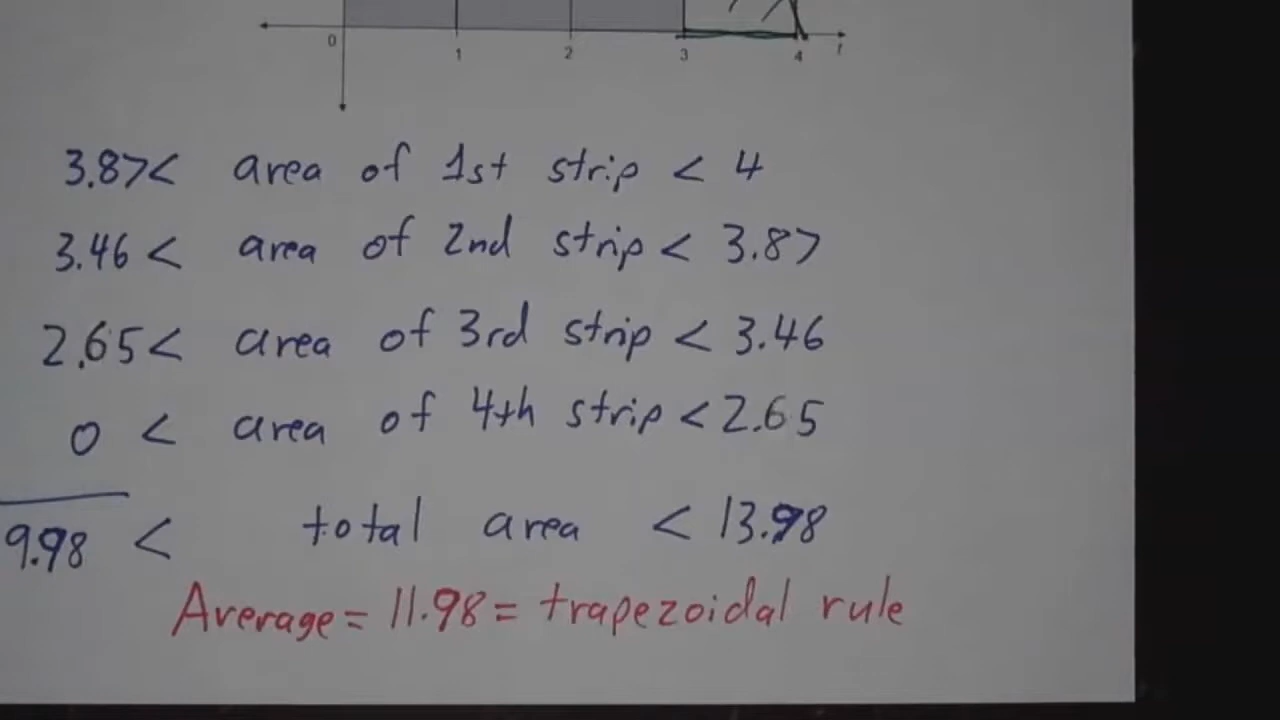 0 1 2 3 4 t
3.87< area of 1st strip < 4
3.46 < area of 2nd strip < 3.87
2.65< area of 3rd strip < 3.46
0 < area of 4th strip < 2.65
9.98 < total area < 13.98
Average = 11.98 = trapezoidal rule